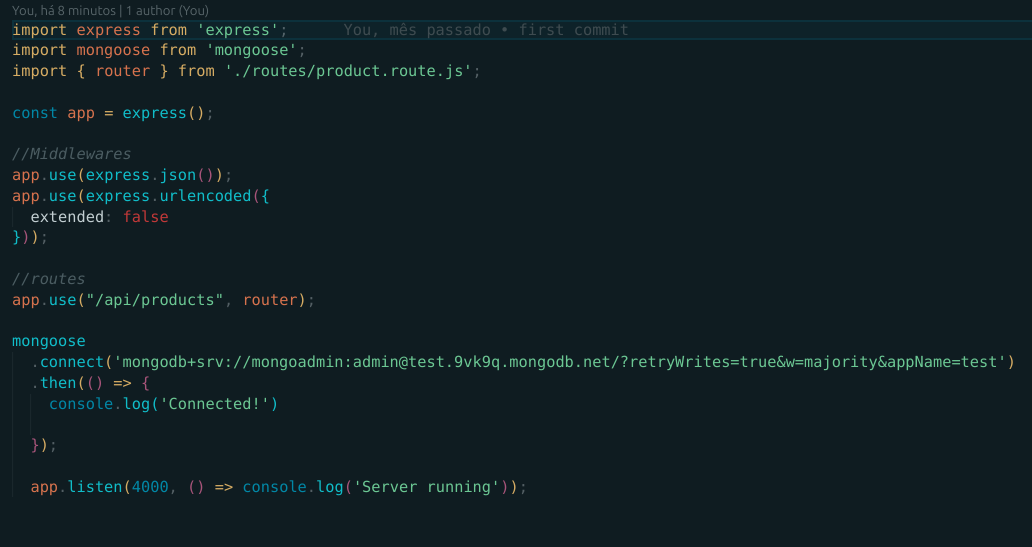 You, há 8 minutos | 1 author (You)
import express from 'express';      You, mês passado • first commit
import mongoose from 'mongoose';
import { router } from './routes/product.route.js';

const app = express();

//Middlewares
app.use(express.json());
app.use(express.urlencoded({
  extended: false
}));

//routes
app.use("/api/products", router);

mongoose
  .connect('mongodb+srv://mongoadmin:admin@test.9vk9q.mongodb.net/?retryWrites=true&w=majority&appName=test')
  .then(() => {
    console.log('Connected!')

  });

  app.listen(4000, () => console.log('Server running'));